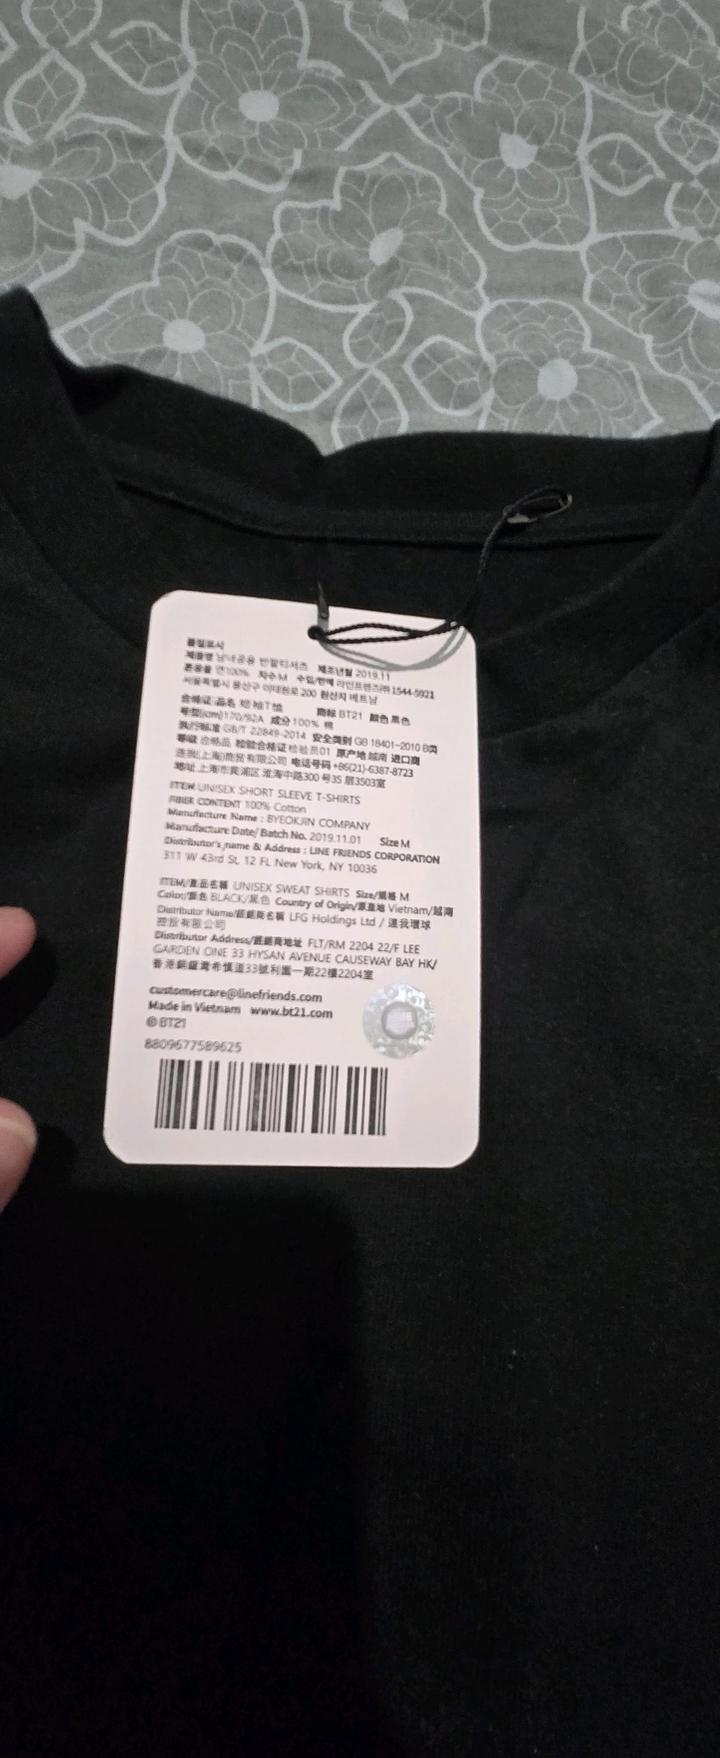 품질표시
제품명 남녀공용 반팔티셔츠 제조년월 2019.11
혼용율 면100% 치수 M 수입/판매 라인프렌즈㈜ 1544-5921
서울특별시 용산구 이태원로 200 원산지 베트남
合格证 品名 短袖T恤 商标 BT21 颜色 黑色
号型(cm)170/92A 成分 100% 棉
执行标准 GB/T 22849-2014 安全类别 GB 18401-2010 B类
等级 合格品 检验合格证 检验员01 原产地 越南 进口商
连我(上海)商贸有限公司 电话号码 +86(21)-6387-8723
地址 上海市黄浦区 淮海中路300 号35 层3503室
ITEM UNISEX SHORT SLEEVE T-SHIRTS
FIBER CONTENT 100% Cotton
Manufacture Name : BYEOKJIN COMPANY
Manufacture Date/ Batch No. 2019.11.01 Size M
Distributor's name & Address : LINE FRIENDS CORPORATION
311 W 43rd St, 12 FL New York, NY 10036
ITEM/產品名稱 UNISEX SWEAT SHIRTS Size/規格 M
Color/顏色 BLACK/黑色 Country of Origin/原產地 Vietnam/越南
Distributor Name/經銷商名稱 LFG Holdings Ltd / 連我環球
控股有限公司
Distributor Address/經銷商地址 FLT/RM 2204 22/F LEE
GARDEN ONE 33 HYSAN AVENUE CAUSEWAY BAY HK/
香港銅鑼灣希慎道33號利園一期22樓2204室
customercare@linefriends.com
Made in Vietnam www.bt21.com
© BT21
8809677589625